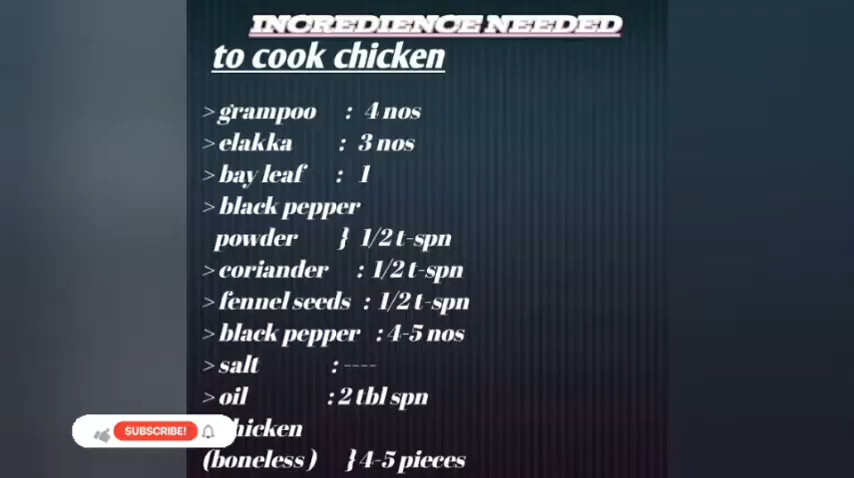 INCREDIENCE NEEDED
to cook chicken
> grampoo : 4 nos
> elakka : 3 nos
> bay leaf : 1
> black pepper
powder } 1/2 t-spn
> coriander : 1/2 t-spn
> fennel seeds : 1/2 t-spn
> black pepper : 4-5 nos
> salt : ----
> oil : 2 tbl spn
hicken
SUBSCRIBE!
(boneless ) } 4-5 pieces